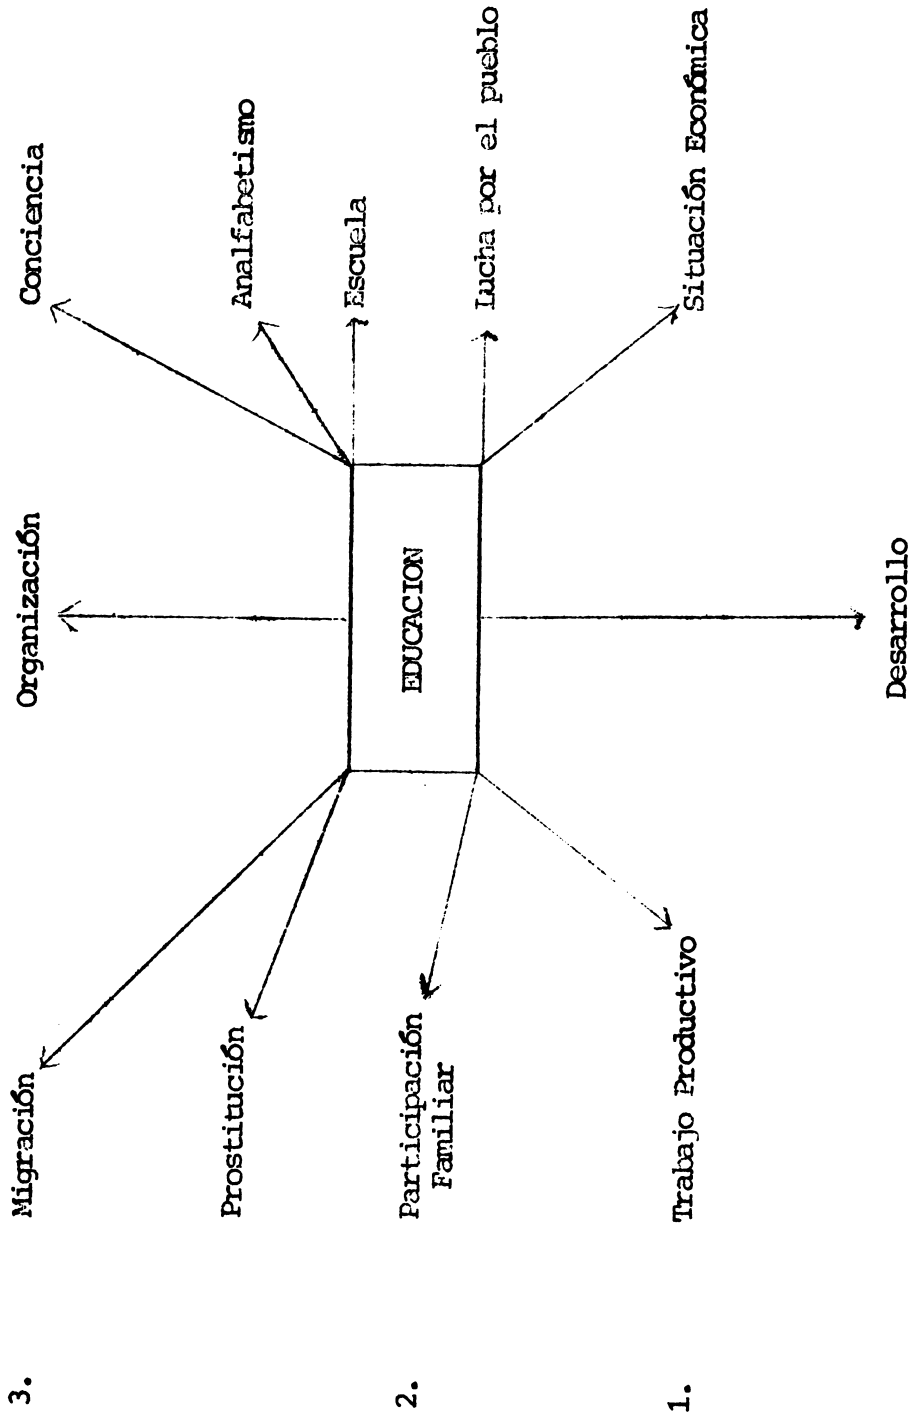 3.
Migración
Organización
Conciencia
Prostitución
Analfabetismo
Escuela
2.
Participación
Familiar
EDUCACION
Lucha por el pueblo
1.
Trabajo Productivo
Situación Económica
Desarrollo